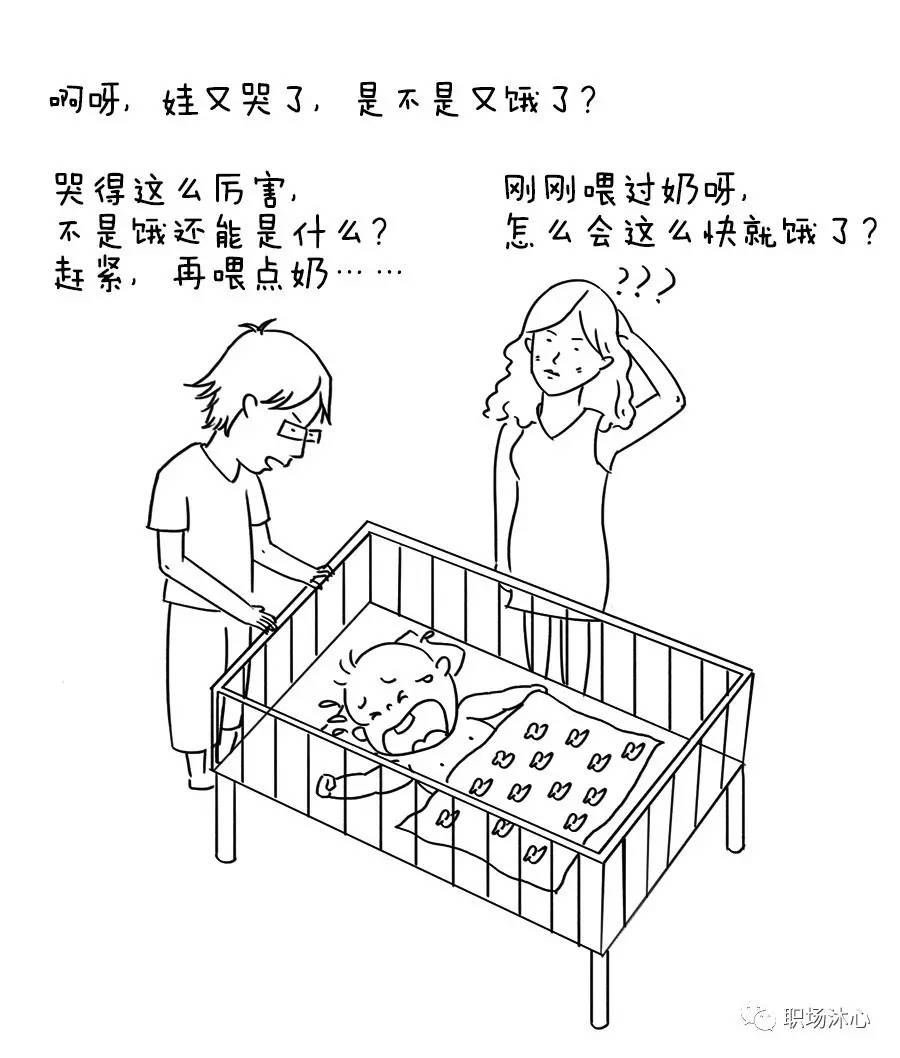 啊呀，娃又哭了，是不是又饿了？
哭得这么厉害，
不是饿还能是什么？
赶紧，再喂点奶……
刚刚喂过奶呀，
怎么会这么快就饿了？
???
职场沐心